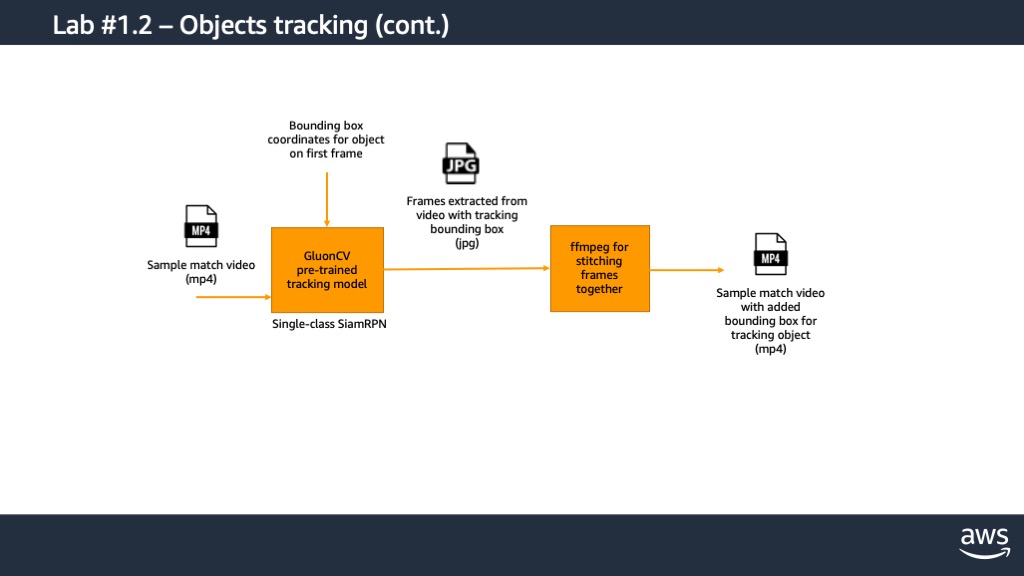 Lab #1.2 – Objects tracking (cont.)
Bounding box
coordinates for object
on first frame
JPG
Frames extracted from
video with tracking
bounding box
(jpg)
MP4
Sample match video
(mp4)
GluonCV
pre-trained
tracking model
Single-class SiamRPN
ffmpeg for
stitching
frames
together
MP4
Sample match video
with added
bounding box for
tracking object
(mp4)
aws